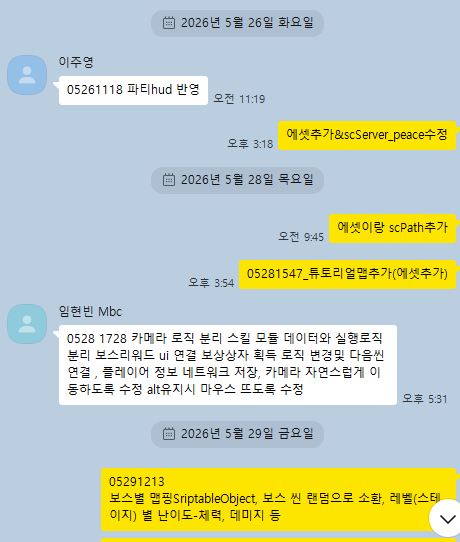 2026년 5월 26일 화요일
이주영
05261118 파티hud 반영
오전 11:19
에셋추가&scServer_peace수정
오후 3:18
2026년 5월 28일 목요일
에셋이랑 scPath추가
오전 9:45
05281547_튜토리얼맵추가(에셋추가)
오후 3:54
임현빈 Mbc
0528 1728 카메라 로직 분리 스킬 모듈 데이터와 실행로직
분리 보스리워드 ui 연결 보상상자 획득 로직 변경및 다음씬
연결 , 플레이어 정보 네트워크 저장, 카메라 자연스럽게 이
동하도록 수정 alt유지시 마우스 뜨도록 수정
오후 5:31
2026년 5월 29일 금요일
05291213
보스별 맵핑SriptableObject, 보스 씬 랜덤으로 소환, 레벨(스테
이지) 별 난이도-체력, 데미지 등